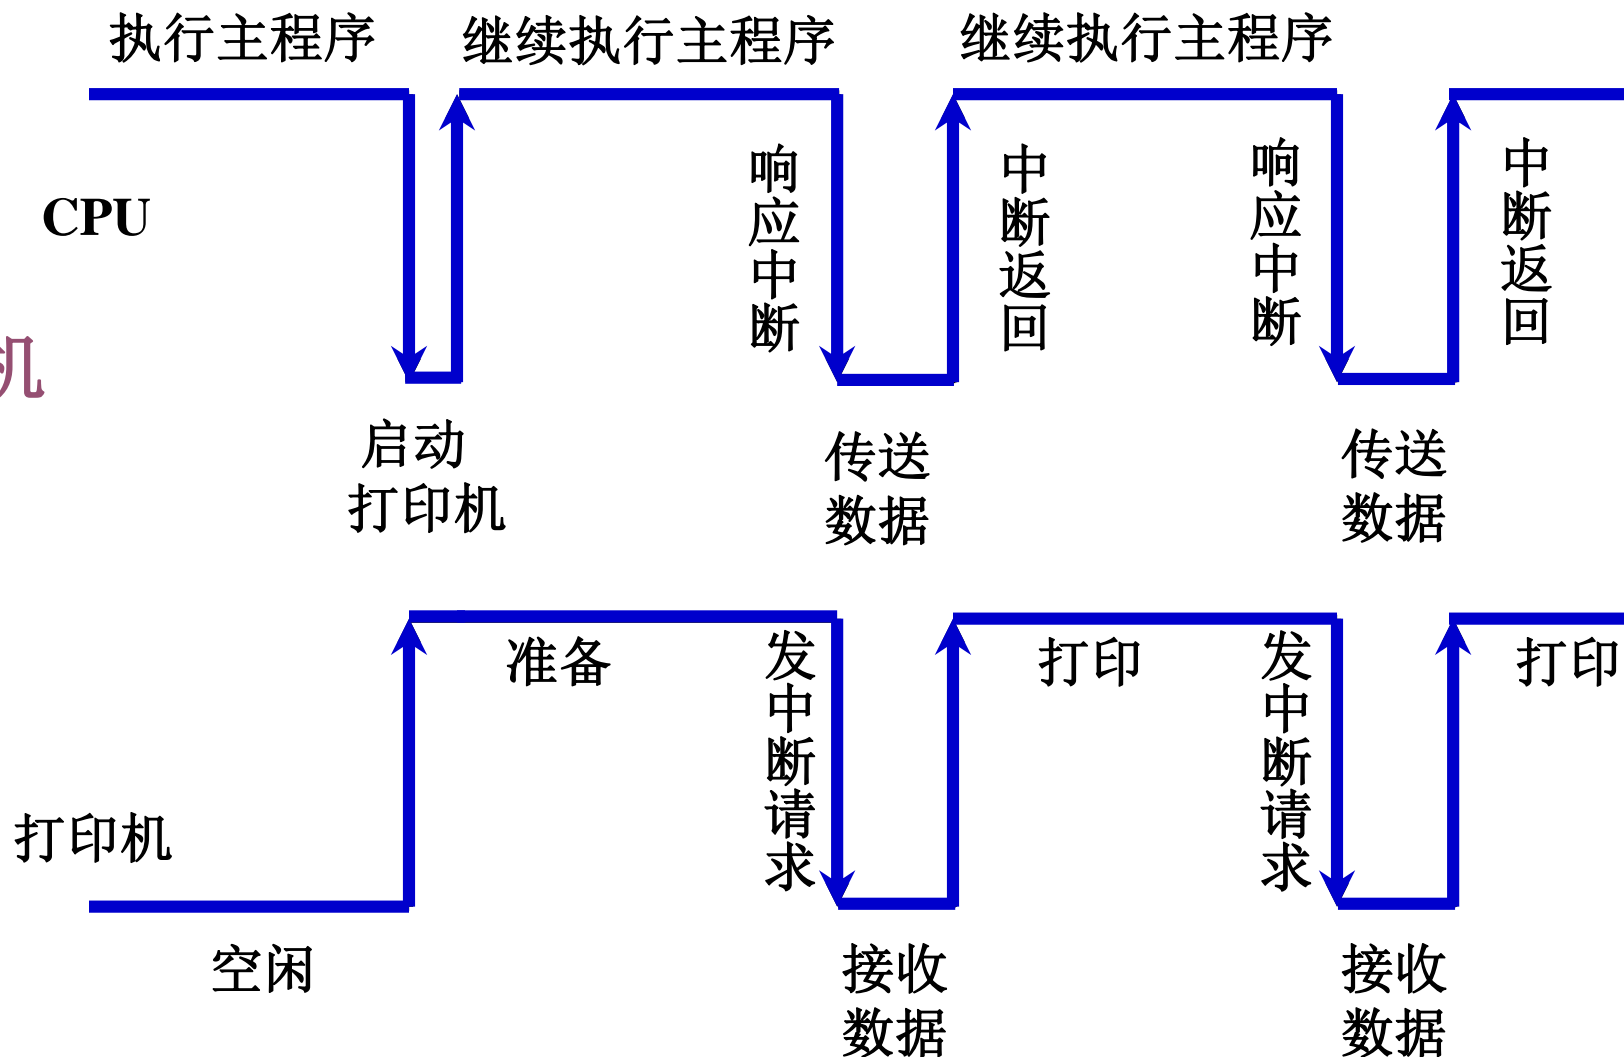 执行主程序
继续执行主程序
继续执行主程序
CPU
响应中断
中断返回
响应中断
中断返回
机
启动
打印机
传送
数据
传送
数据
准备
发中断请求
打印
发中断请求
打印
打印机
空闲
接收
数据
接收
数据